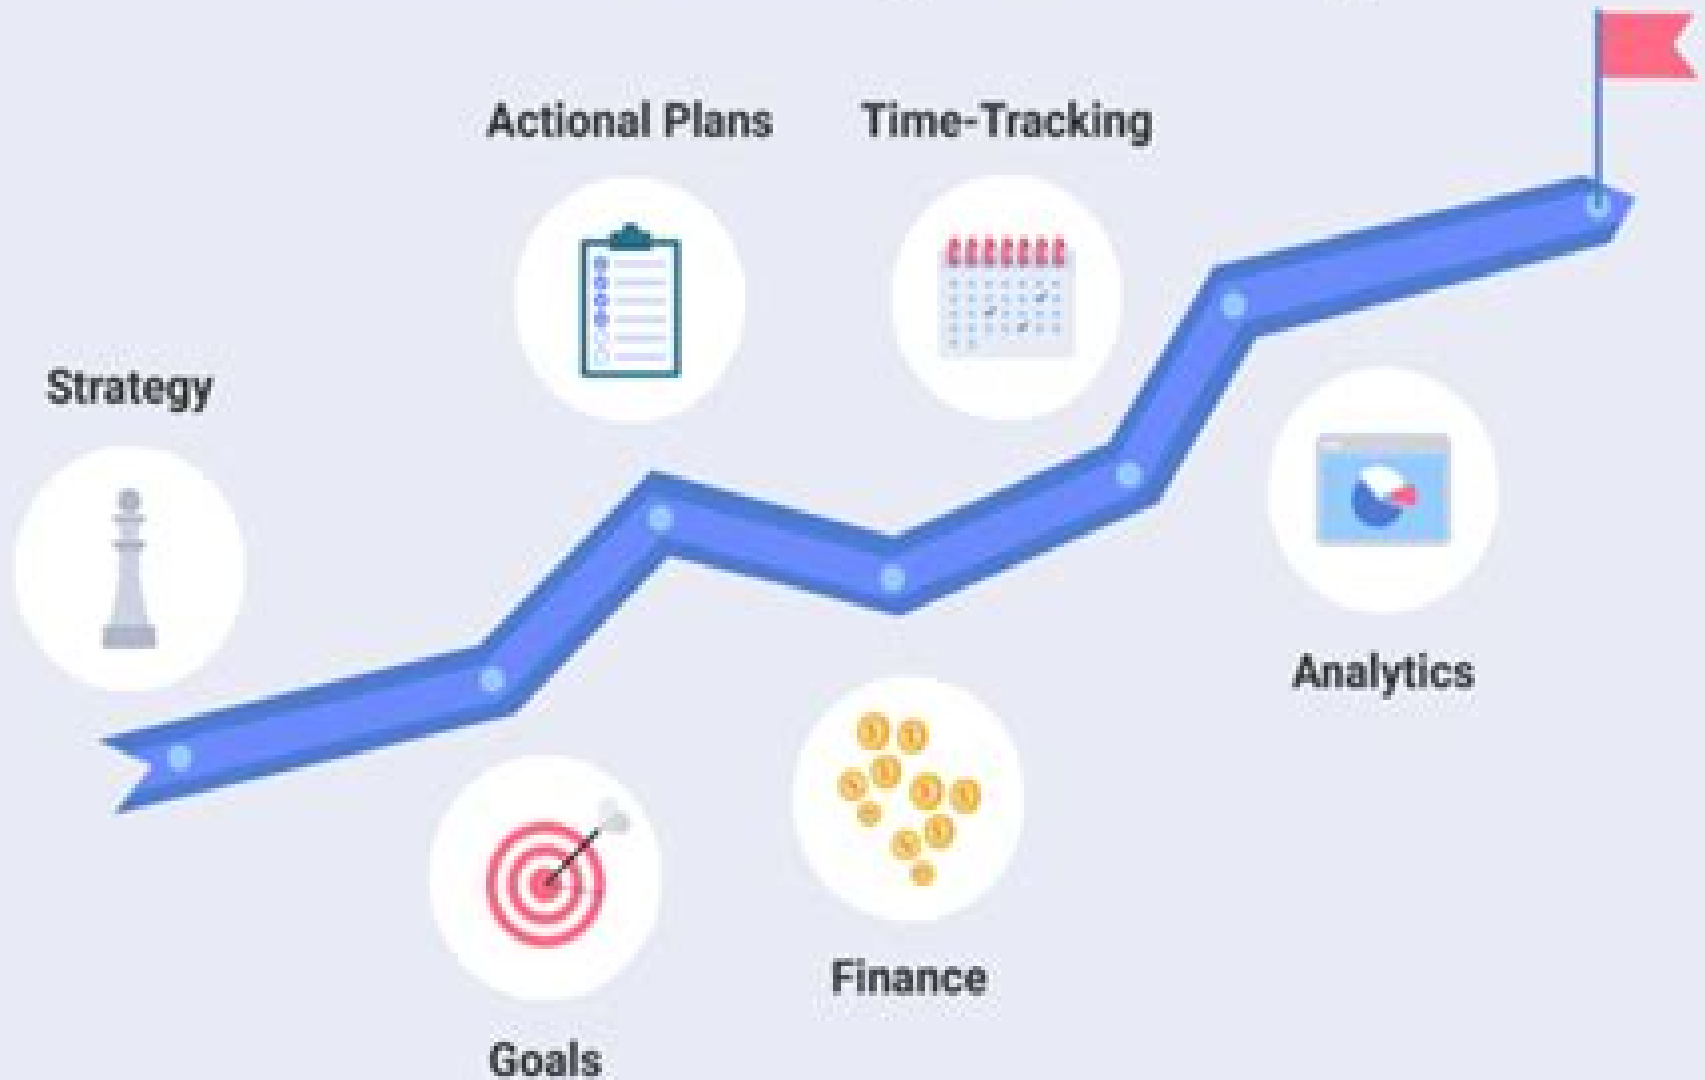 Strategy
Goals
Actional Plans
Finance
Time-Tracking
Analytics